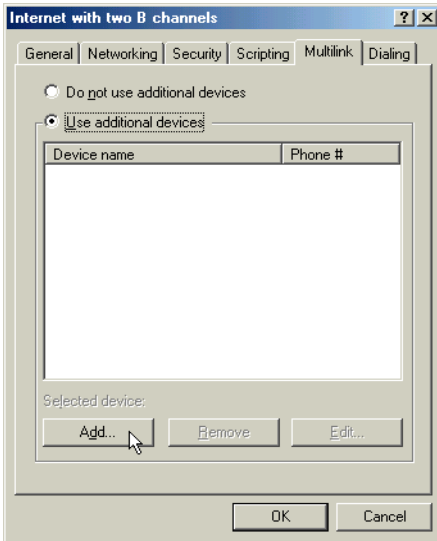 Internet with two B channels
General Networking Security Scripting Multilink Dialing
Do not use additional devices
Use additional devices
Device name Phone #
Selected device:
Add... Remove Edit...
OK Cancel